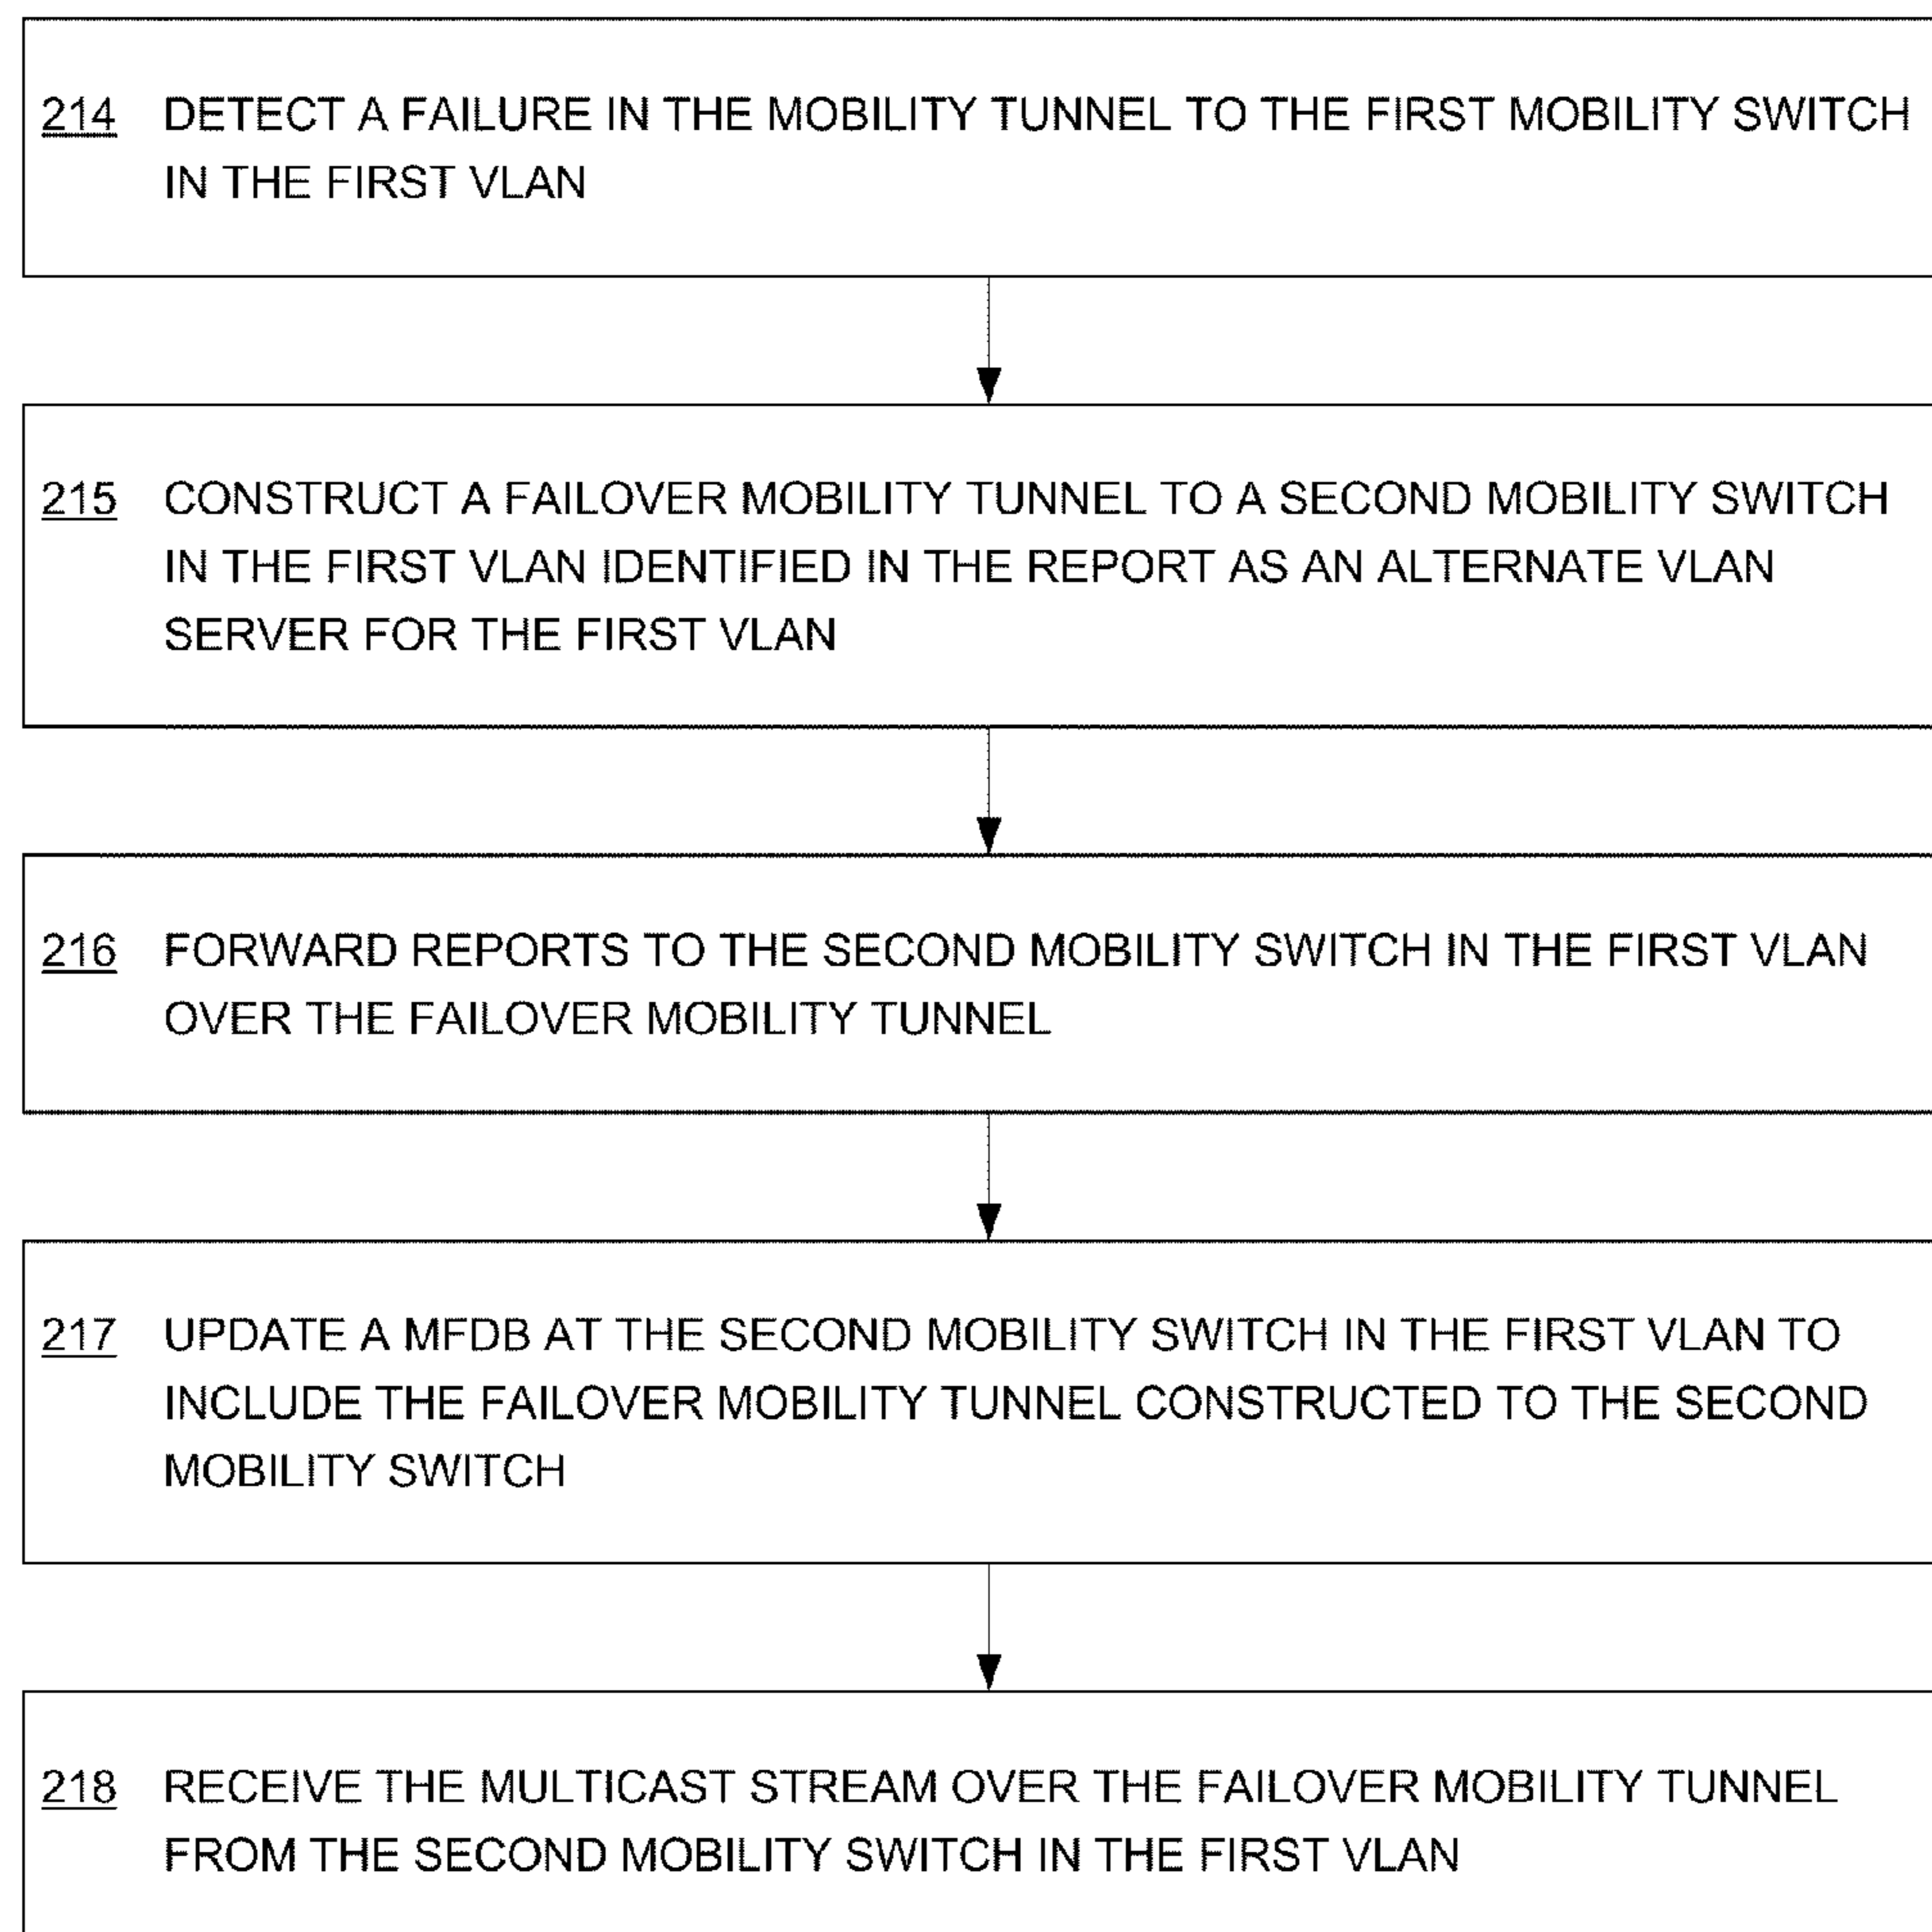 214 DETECT A FAILURE IN THE MOBILITY TUNNEL TO THE FIRST MOBILITY SWITCH
IN THE FIRST VLAN
215 CONSTRUCT A FAILOVER MOBILITY TUNNEL TO A SECOND MOBILITY SWITCH
IN THE FIRST VLAN IDENTIFIED IN THE REPORT AS AN ALTERNATE VLAN
SERVER FOR THE FIRST VLAN
216 FORWARD REPORTS TO THE SECOND MOBILITY SWITCH IN THE FIRST VLAN
OVER THE FAILOVER MOBILITY TUNNEL
217 UPDATE A MFDB AT THE SECOND MOBILITY SWITCH IN THE FIRST VLAN TO
INCLUDE THE FAILOVER MOBILITY TUNNEL CONSTRUCTED TO THE SECOND
MOBILITY SWITCH
218 RECEIVE THE MULTICAST STREAM OVER THE FAILOVER MOBILITY TUNNEL
FROM THE SECOND MOBILITY SWITCH IN THE FIRST VLAN